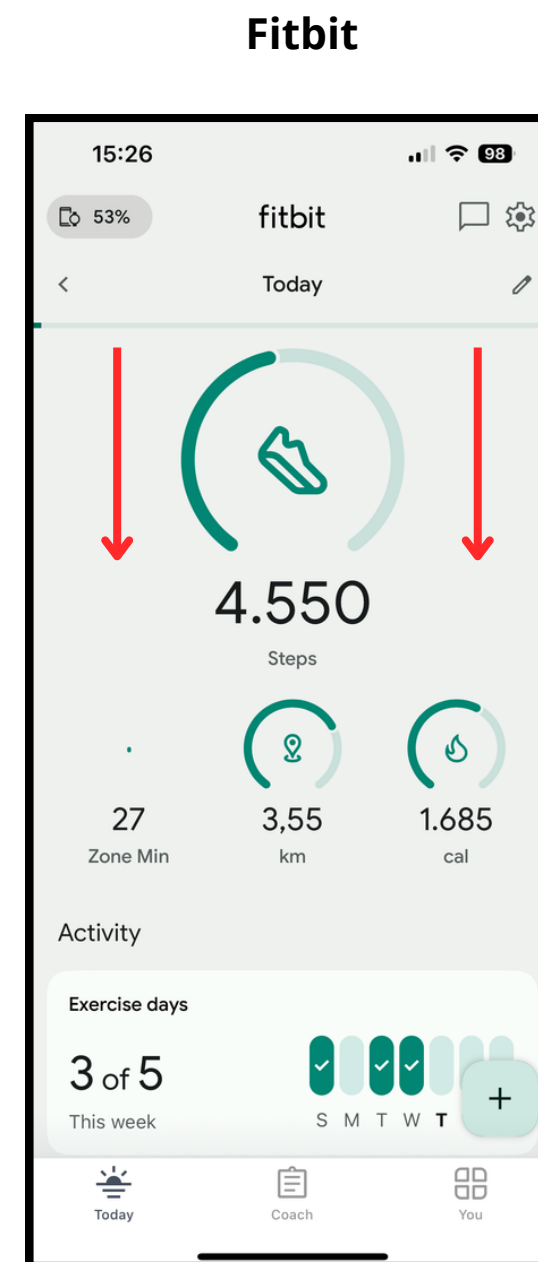 Fitbit
15:26
98
53%
fitbit
Today
4.550
Steps
27
3,55
1.685
Zone Min
km
cal
Activity
Exercise days
3 of 5
This week
S M T W T
+
Today
Coach
You